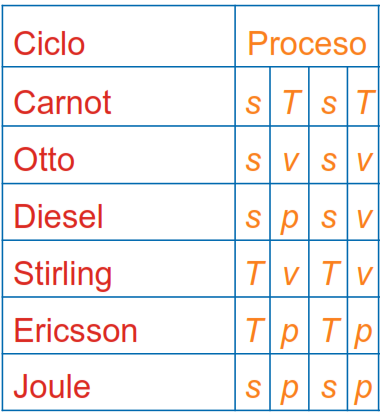 Ciclo Proceso
Carnot s T s T
Otto s v s v
Diesel s p s v
Stirling T v T v
Ericsson T p T p
Joule s p s p